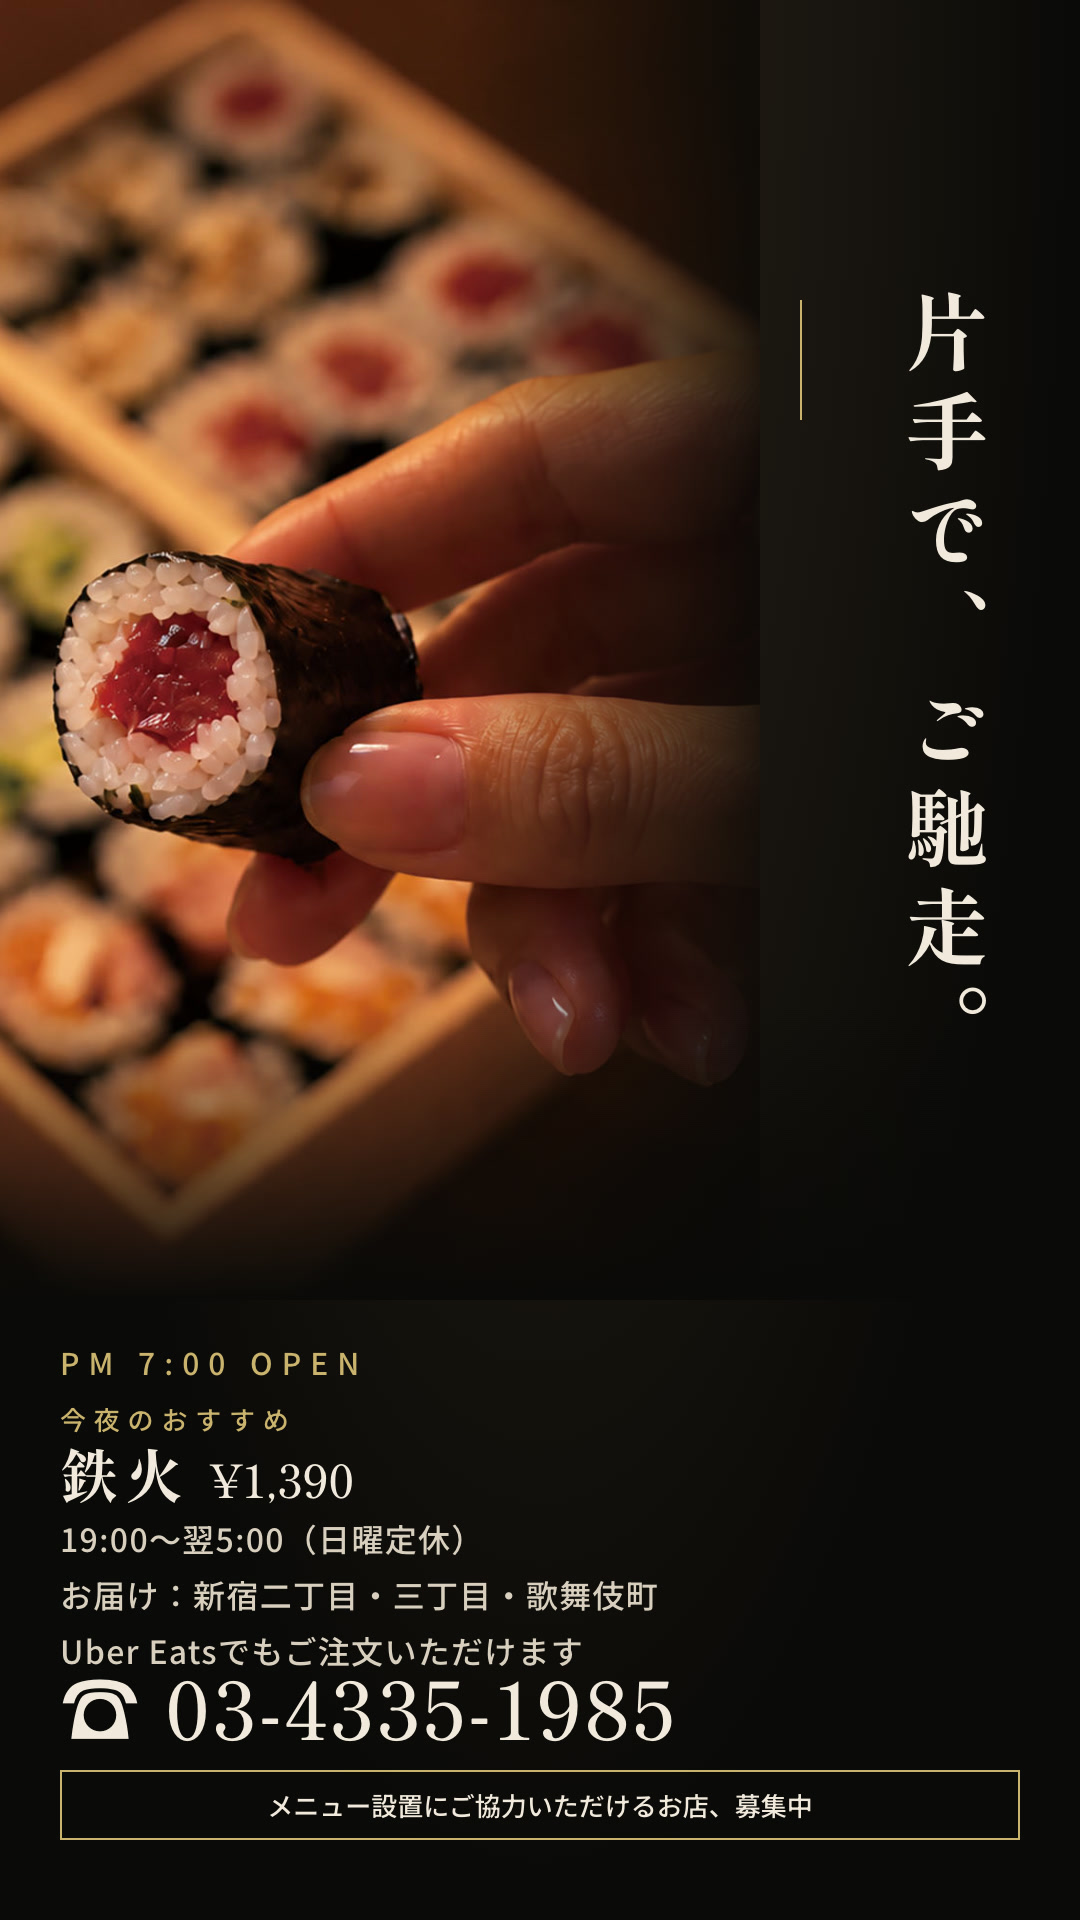 片手で、ご馳走。
PM 7:00 OPEN
今夜のおすすめ
鉄火 ¥1,390
19:00〜翌5:00（日曜定休）
お届け：新宿二丁目・三丁目・歌舞伎町
Uber Eatsでもご注文いただけます
☎ 03-4335-1985
メニュー設置にご協力いただけるお店、募集中